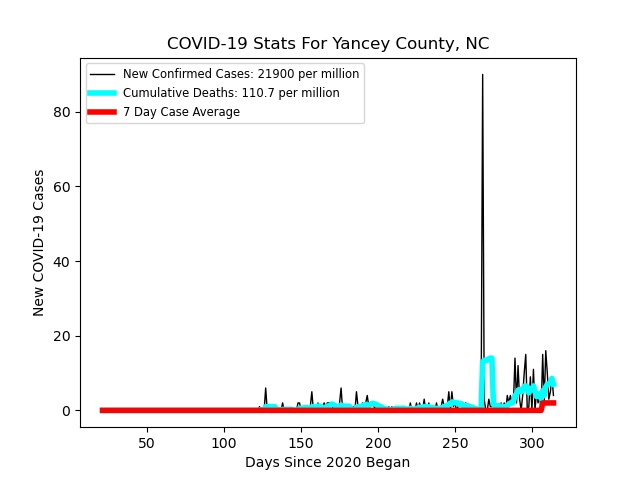 COVID-19 Stats For Yancey County, NC
New Confirmed Cases: 21900 per million
Cumulative Deaths: 110.7 per million
7 Day Case Average
New COVID-19 Cases
80
60
40
20
0
50 100 150 200 250 300
Days Since 2020 Began